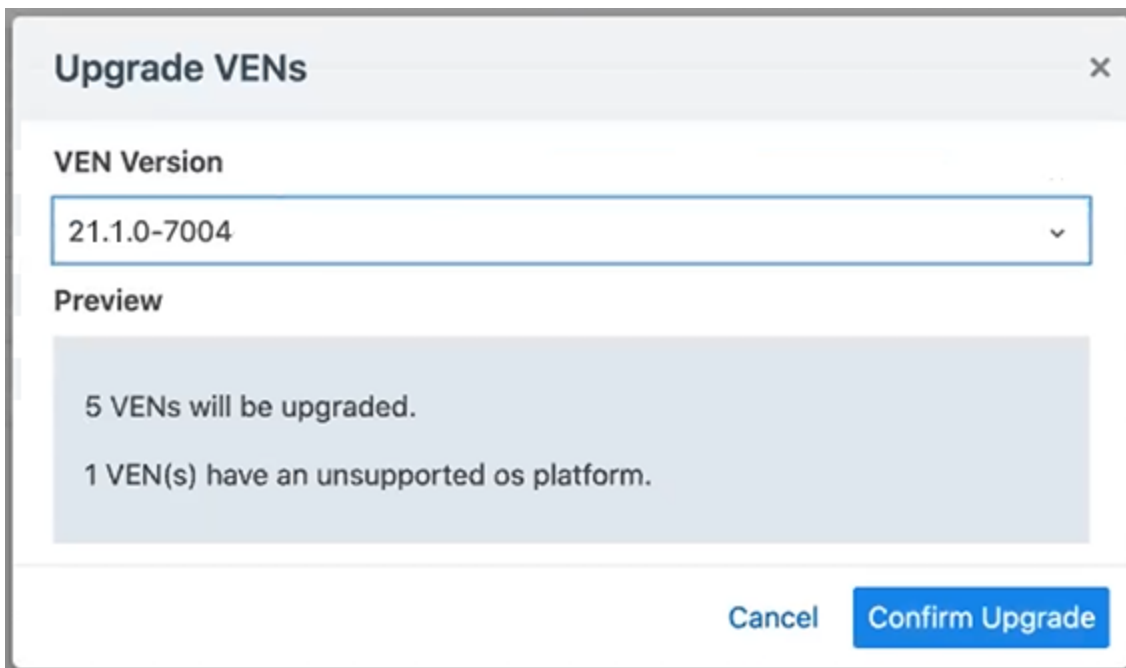 Upgrade VENs
VEN Version
21.1.0-7004
Preview
5 VENs will be upgraded.
1 VEN(s) have an unsupported os platform.
Cancel Confirm Upgrade